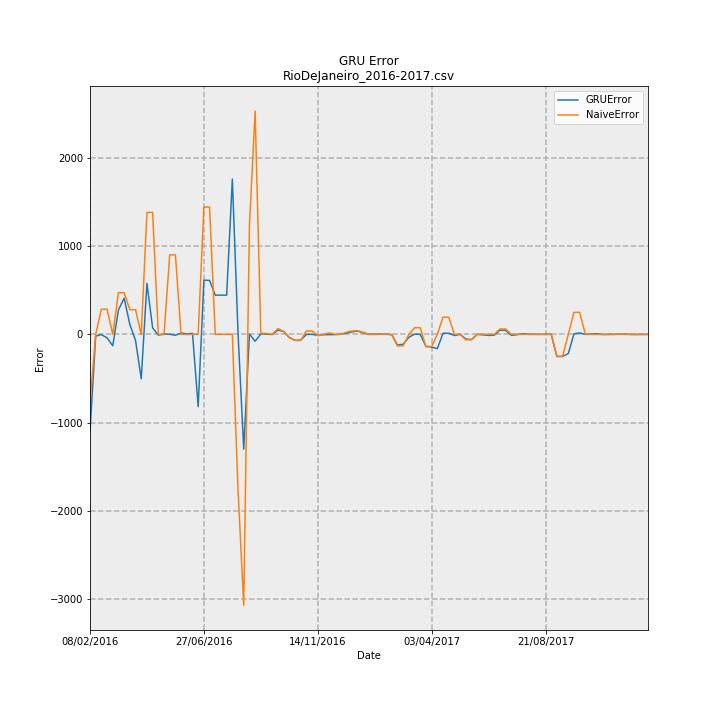 GRU Error
RioDeJaneiro_2016-2017.csv
GRUError
NaiveError
2000
1000
0
−1000
−2000
−3000
Error
08/02/2016
27/06/2016
14/11/2016
03/04/2017
21/08/2017
Date